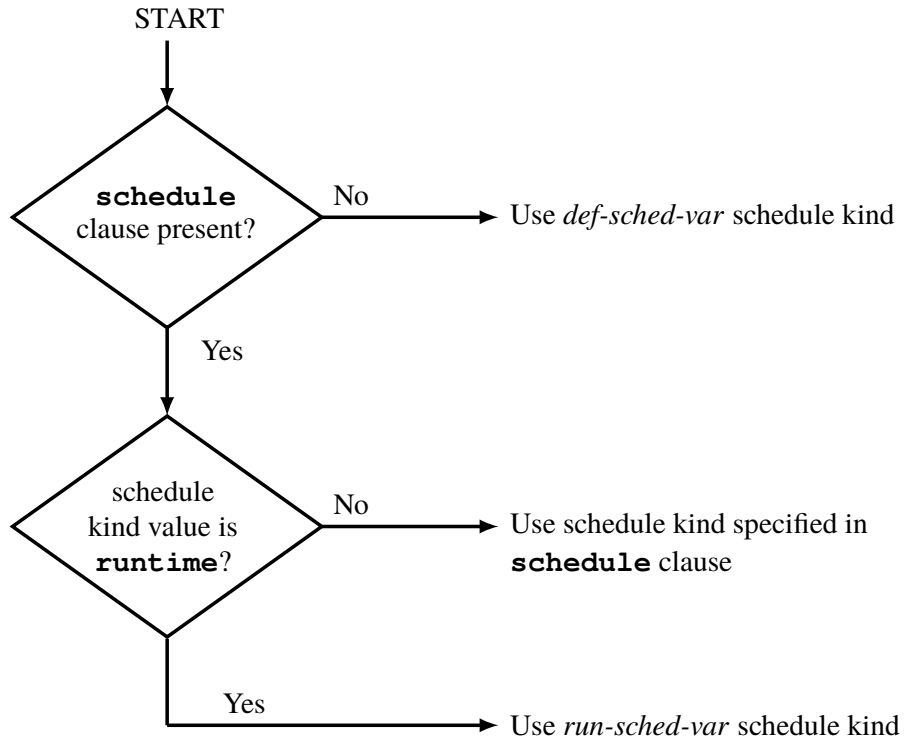 START
schedule
clause present?
No
Use def-sched-var schedule kind
Yes
schedule
kind value is
runtime?
No
Use schedule kind specified in
schedule clause
Yes
Use run-sched-var schedule kind